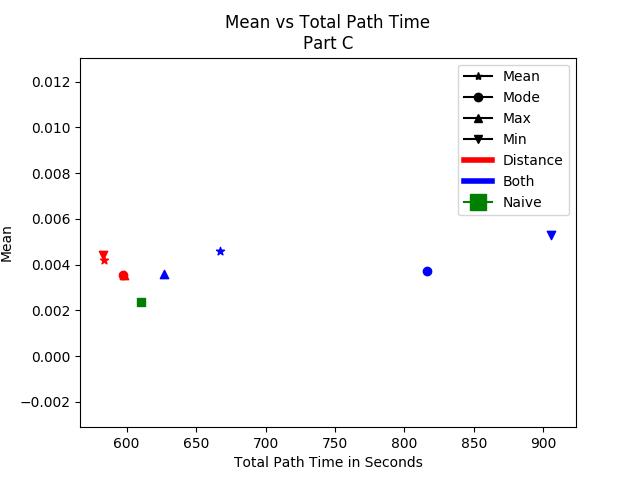 Mean vs Total Path Time
Part C
Mean
Mode
Max
Min
Distance
Both
Naive
0.012
0.010
0.008
0.006
0.004
0.002
0.000
−0.002
Mean
600
650
700
750
800
850
900
Total Path Time in Seconds